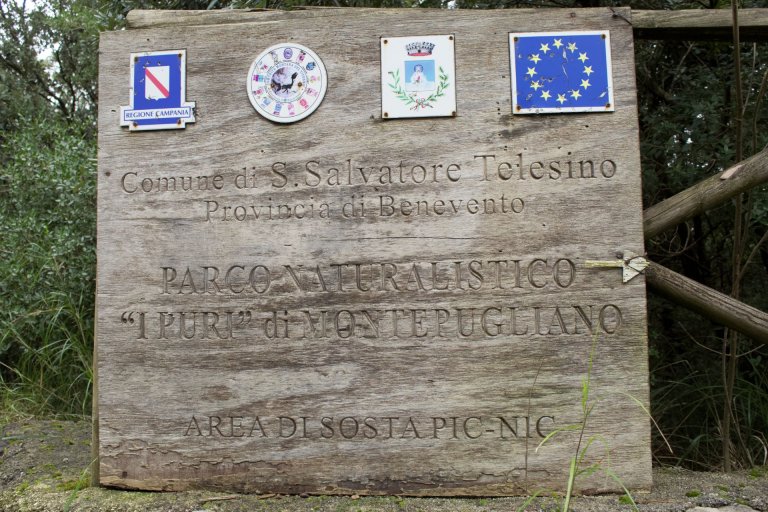 REGIONE CAMPANIA
Comune di S.Salvatore Telesino
Provincia di Benevento
PARCO NATURALISTICO
“I PURI” di MONTEPUGLIANO
AREA DI SOSTA PIC-NIC